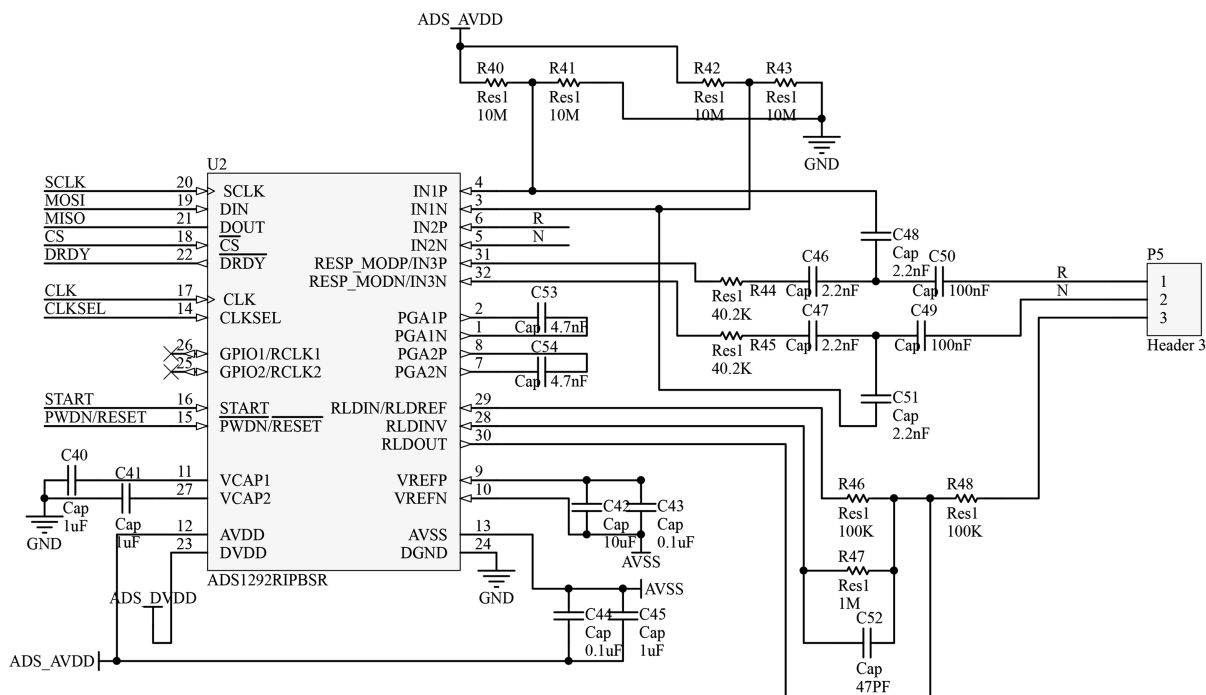 ADS_AVDD
R40
R41
R42
R43
Res1
Res1
Res1
Res1
10M
10M
10M
10M
GND
U2
SCLK 20 SCLK IN1P 4
MOSI 19 DIN IN1N 3
MISO 21 DOUT IN2P 6 R
CS 18 CS IN2N 5 N
DRDY 22 DRDY RESP_MODP/IN3P 31
RESP_MODN/IN3N 32
CLK 17 CLK
CLKSEL 14 CLKSEL PGA1P 2
PGA1N 1
26 GPIO1/RCLK1 PGA2P 8
25 GPIO2/RCLK2 PGA2N 7
START 16 START RLDIN/RLDREF 29
PWDN/RESET 15 PWDN/RESET RLDINV 28
RLDOUT 30
11 VCAP1 VREFP 9
27 VCAP2 VREFN 10
12 AVDD AVSS 13
23 DVDD DGND 24
ADS1292RIPBSR
C48
Cap
2.2nF
C46
Cap 2.2nF
C50
Cap 100nF
R
N
Res1 R44
40.2K
C47
Cap 2.2nF
C49
Cap 100nF
Res1 R45
40.2K
P5
1
2
3
Header 3
C53
Cap 4.7nF
C54
Cap 4.7nF
C51
Cap
2.2nF
C40
Cap
1uF
C41
Cap
1uF
GND
C42
Cap
10uF
C43
Cap
0.1uF
AVSS
GND
AVSS
C44
Cap
0.1uF
C45
Cap
1uF
R46
Res1
100K
R48
Res1
100K
R47
Res1
1M
C52
Cap
47PF
ADS_DVDD
ADS_AVDD